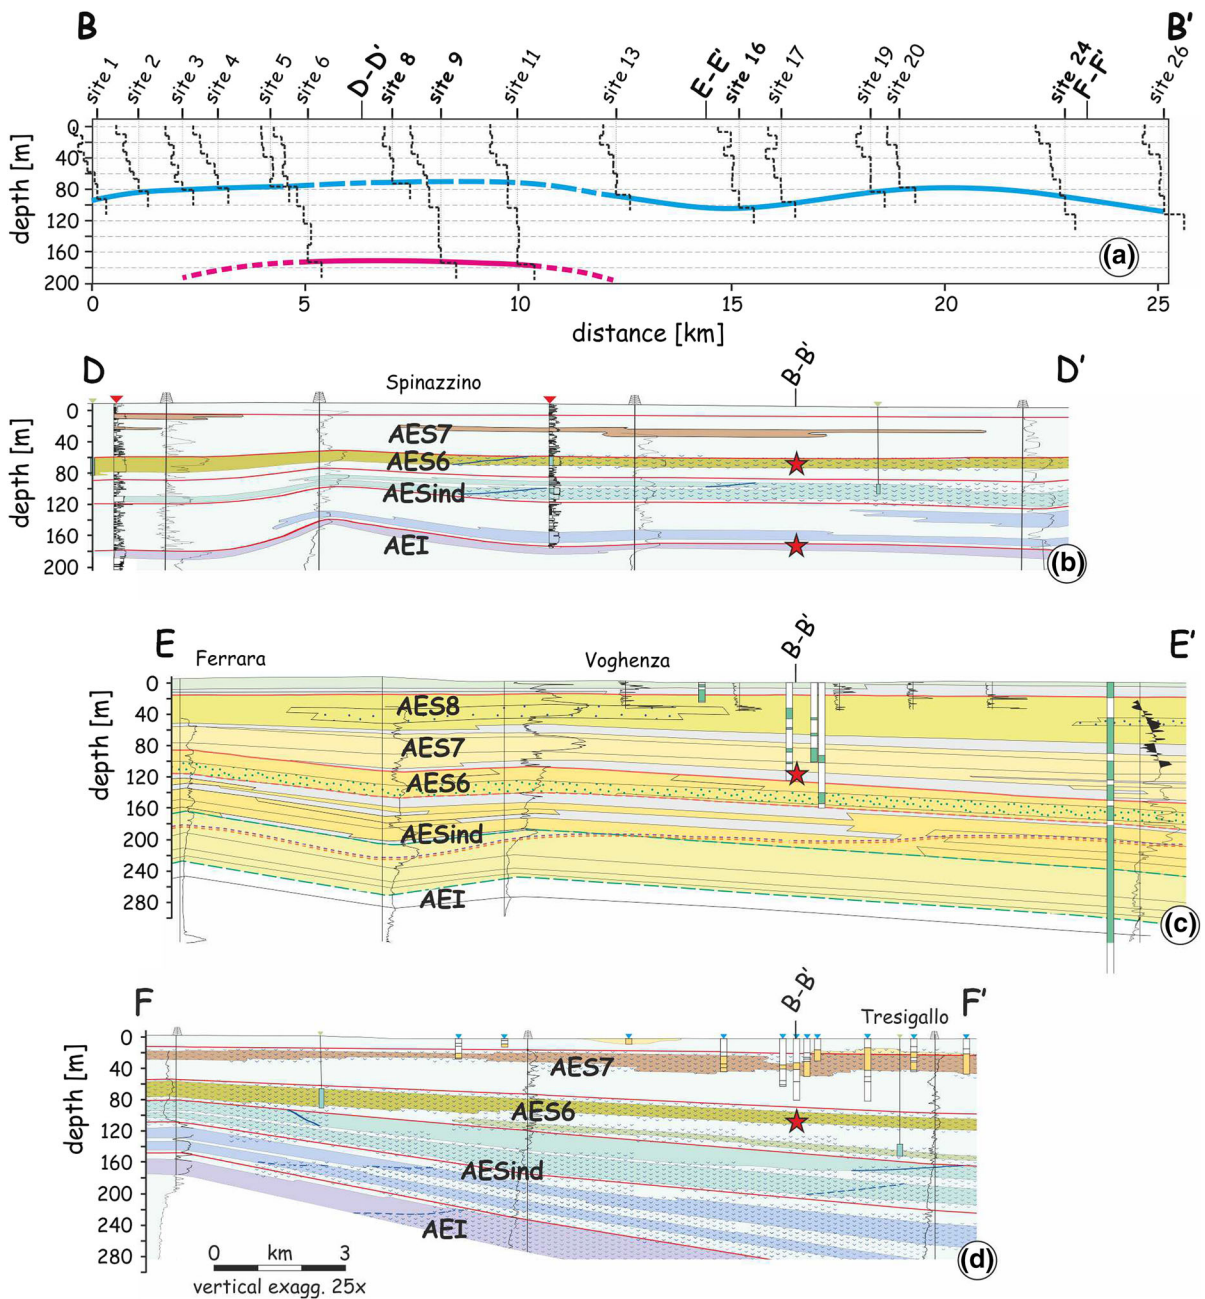 B
B'
site 1
site 2
site 3
site 4
site 5
site 6
D-D'
site 8
site 9
site 11
site 13
E-E'
site 16
site 17
site 19
site 20
site 24
F-F'
site 26
depth [m]
0
40
80
120
160
200
(a)
0
5
10
15
20
25
distance [km]
D
Spinazzino
B-B'
D'
depth [m]
0
40
80
120
160
200
AES7
AES6
AESind
AEI
(b)
E
Ferrara
Voghenza
B-B'
E'
depth [m]
0
40
80
120
160
200
240
280
AES8
AES7
AES6
AESind
AEI
(c)
F
B-B'
Tresigallo
F'
depth [m]
0
40
80
120
160
200
240
280
AES7
AES6
AESind
AEI
(d)
0 km 3
vertical exagg. 25x